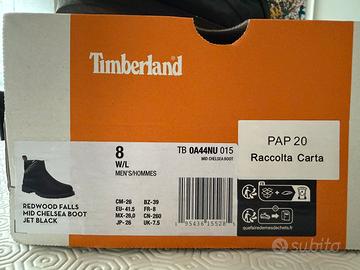 Timberland
8
W/L
MEN'S/HOMMES
TB 0A44NU 015
MID CHELSEA BOOT
PAP 20
Raccolta Carta
REDWOOD FALLS
MID CHELSEA BOOT
JET BLACK
CM-26 BZ-39
EU-41.5 FR-8
MX-26,0 CN-260
JP-26 UK-7.5
quefairedemesdechets.fr
subito